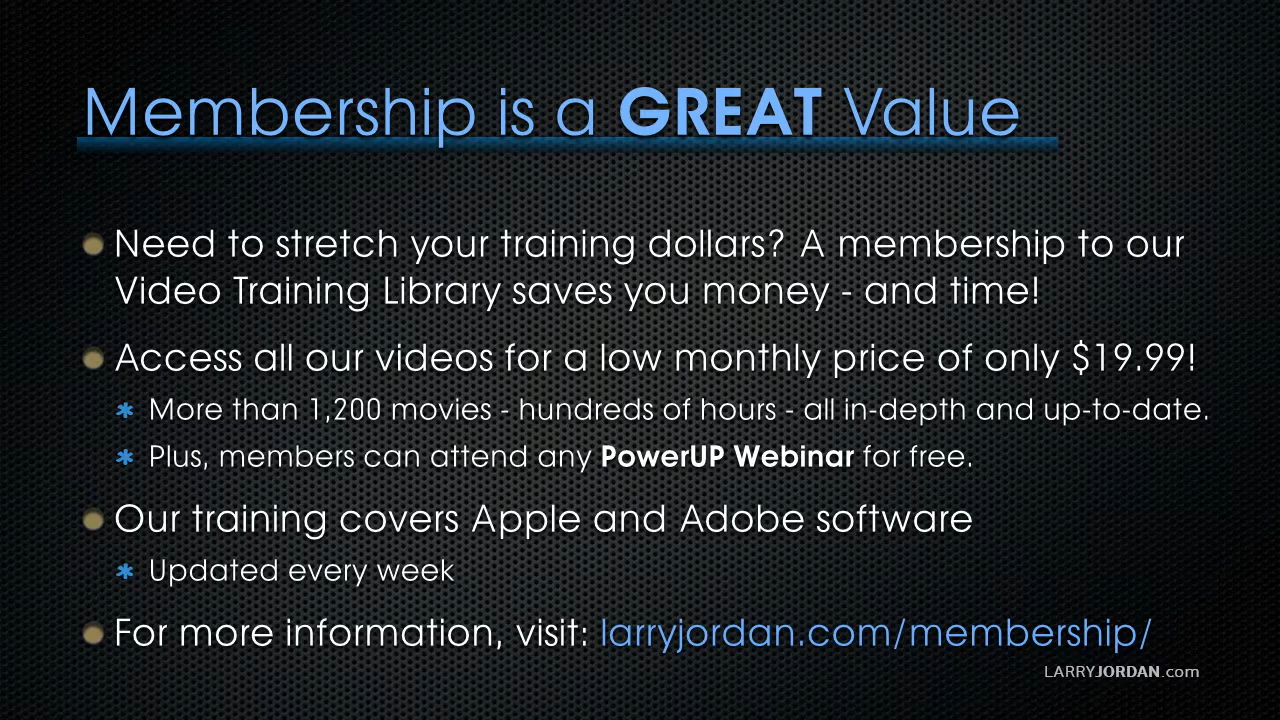 Membership is a GREAT Value
Need to stretch your training dollars? A membership to our
Video Training Library saves you money - and time!
Access all our videos for a low monthly price of only $19.99!
More than 1,200 movies - hundreds of hours - all in-depth and up-to-date.
Plus, members can attend any PowerUP Webinar for free.
Our training covers Apple and Adobe software
Updated every week
For more information, visit: larryjordan.com/membership/
LARRYJORDAN.com